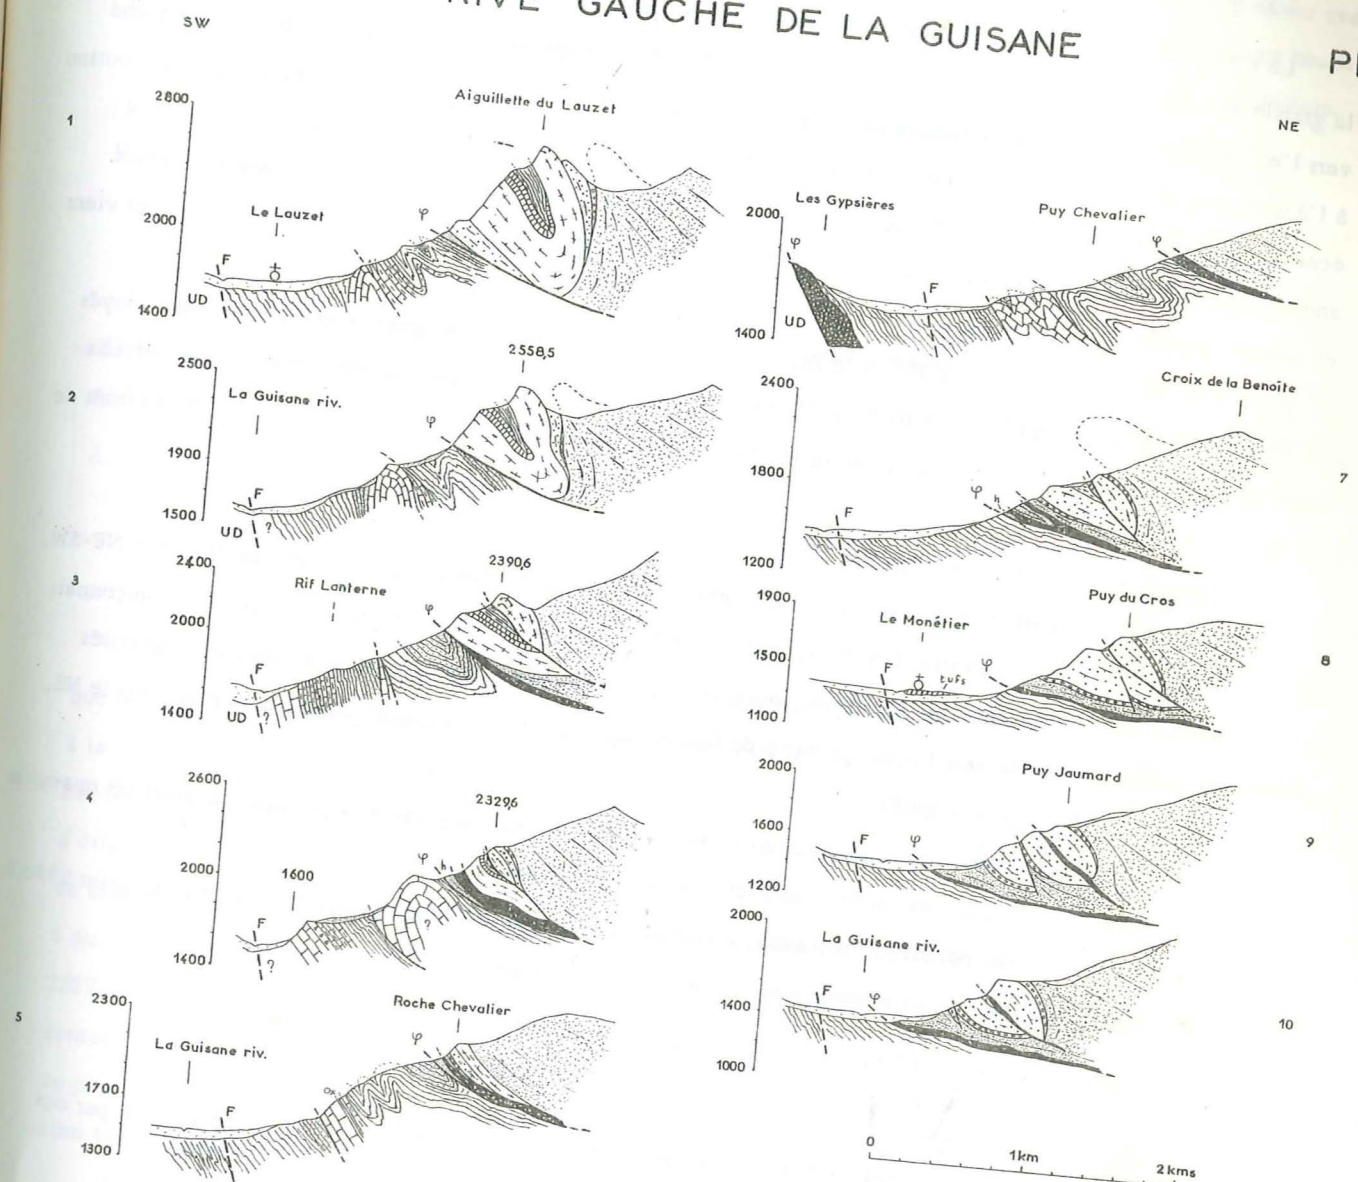 RIVE GAUCHE DE LA GUISANE
SW
NE
1
2800
2000
1400
Aiguillette du Lauzet
Le Lauzet
φ
F
UD
2
2500
1900
1500
2558,5
La Guisane riv.
φ
F
UD
?
3
2400
2000
1400
2390,6
Rif Lanterne
φ
F
UD
?
4
2600
2000
1400
2329,6
1600
φ h
F
?
?
5
2300
1700
1300
Roche Chevalier
La Guisane riv.
φ
F
2000
1400
Les Gypsières
Puy Chevalier
φ
φ
F
UD
7
2400
1800
1200
Croix de la Benoîte
φ h
F
8
1900
1500
1100
Puy du Cros
Le Monêtier
tufs
φ
F
9
2000
1600
1200
Puy Jaumard
φ
F
10
2000
1400
1000
La Guisane riv.
φ
F
0 1km 2kms